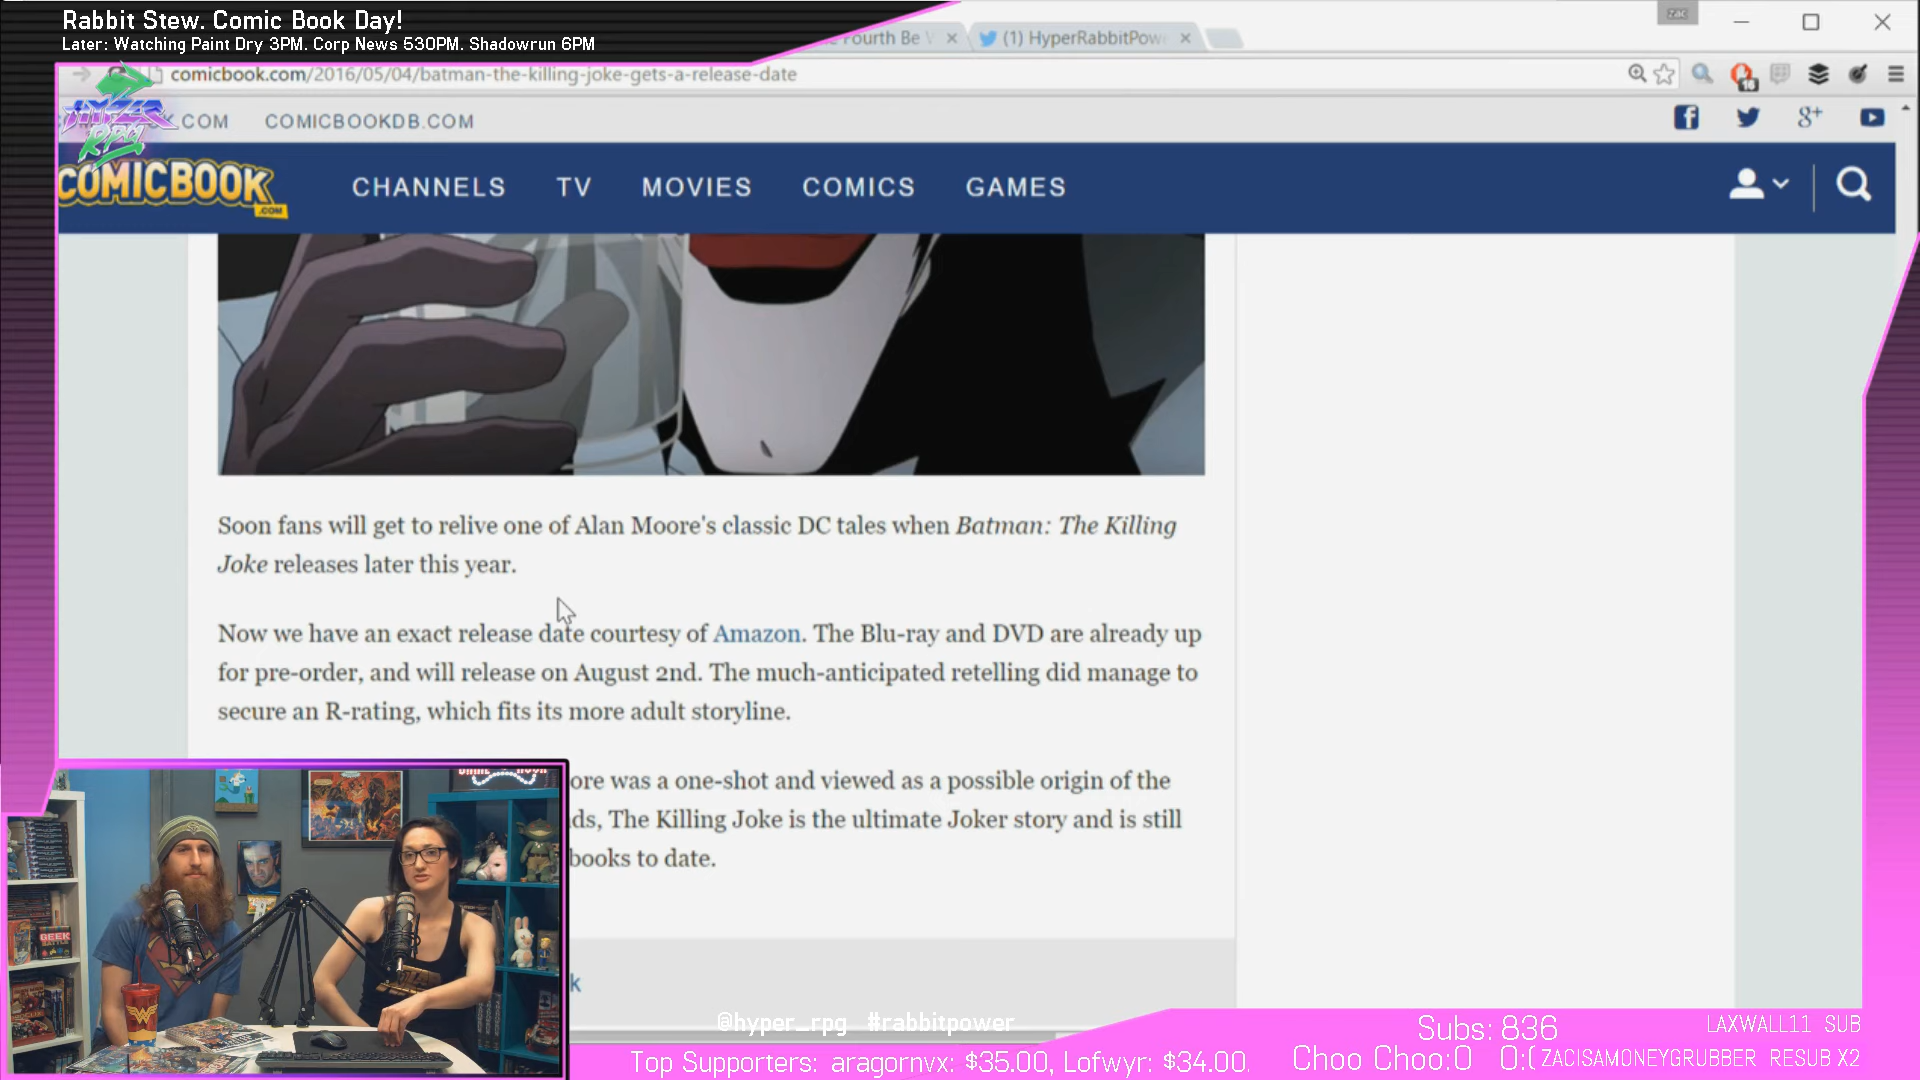 Rabbit Stew. Comic Book Day!
Later: Watching Paint Dry 3PM. Corp News 530PM. Shadowrun 6PM
Fourth Be
(1) HyperRabbitPow
zac
comicbook.com/2016/05/04/batman-the-killing-joke-gets-a-release-date
HYPER
RPG
.COM
COMICBOOKDB.COM
COMICBOOK
.COM
CHANNELS
TV
MOVIES
COMICS
GAMES
Soon fans will get to relive one of Alan Moore's classic DC tales when Batman: The Killing
Joke releases later this year.
Now we have an exact release date courtesy of Amazon. The Blu-ray and DVD are already up
for pre-order, and will release on August 2nd. The much-anticipated retelling did manage to
secure an R-rating, which fits its more adult storyline.
ore was a one-shot and viewed as a possible origin of the
ds, The Killing Joke is the ultimate Joker story and is still
books to date.
k
GEEK
BATTLE
@hyper_rpg #rabbitpower
Top Supporters: aragornvx: $35.00, Lofwyr: $34.00.
Subs: 836
LAXWALL11 SUB
Choo Choo:0 0:(
ZACISAMONEYGRUBBER RESUB X2